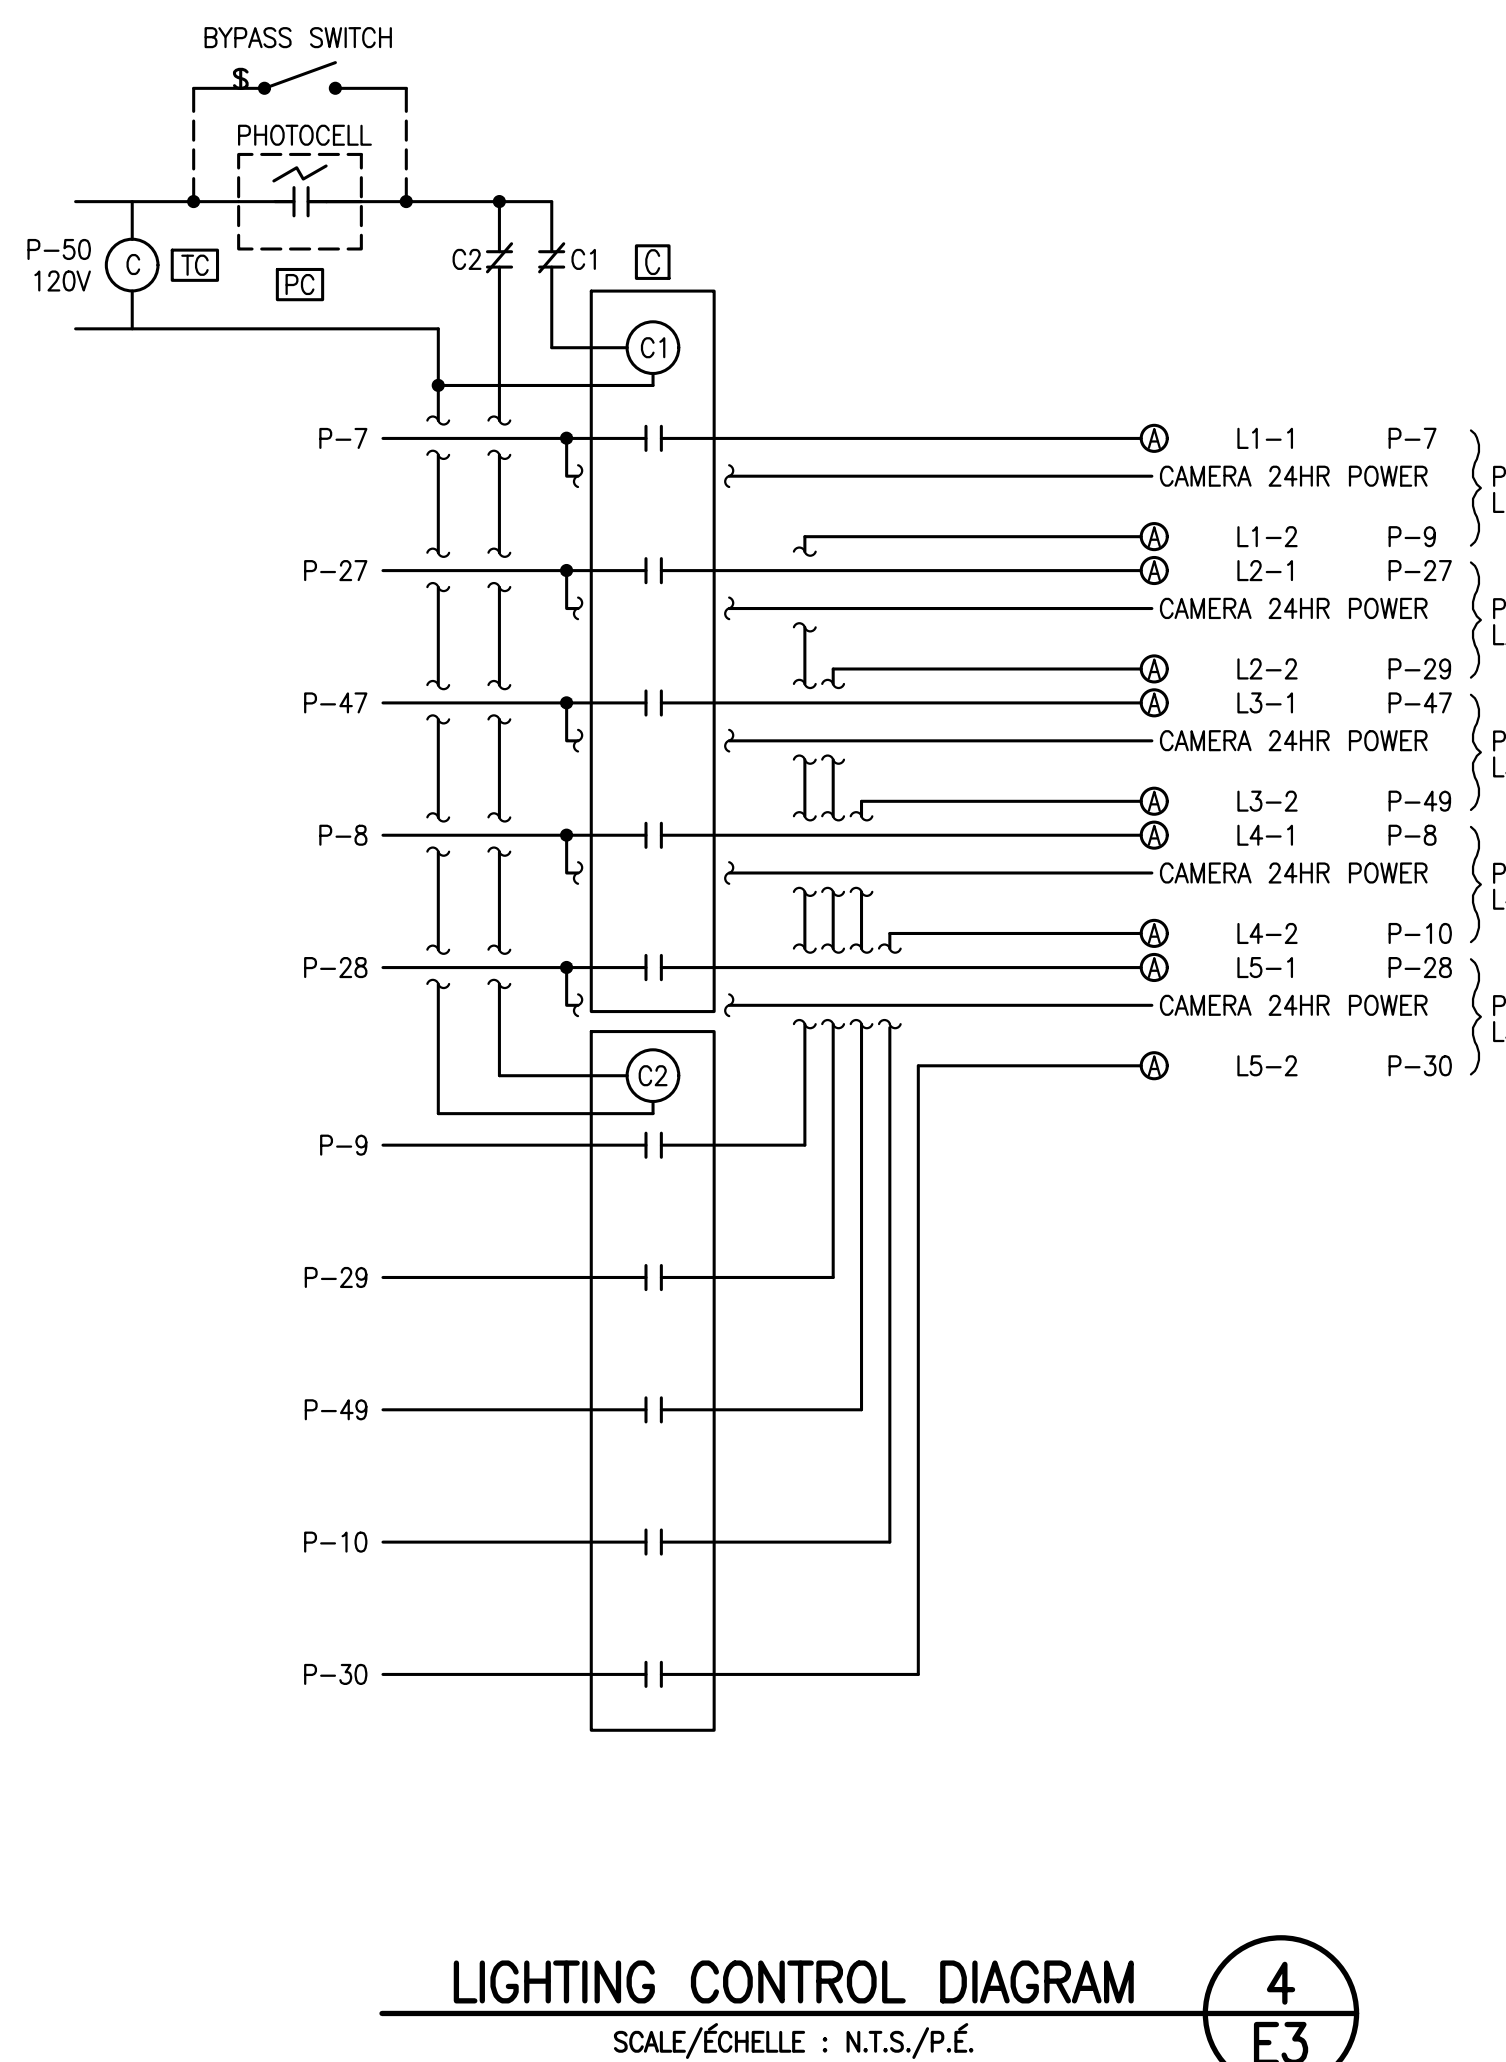 BYPASS SWITCH
$
PHOTOCELL
P-50
120V
C
TC
PC
C2
C1
C
C1
P-7
A L1-1 P-7
CAMERA 24HR POWER
P
L
A L1-2 P-9
P-27
A L2-1 P-27
CAMERA 24HR POWER
P
L
A L2-2 P-29
P-47
A L3-1 P-47
CAMERA 24HR POWER
P
L
A L3-2 P-49
P-8
A L4-1 P-8
CAMERA 24HR POWER
P
L
A L4-2 P-10
P-28
A L5-1 P-28
CAMERA 24HR POWER
P
L
A L5-2 P-30
C2
P-9
P-29
P-49
P-10
P-30
LIGHTING CONTROL DIAGRAM
4
E3
SCALE/ÉCHELLE : N.T.S./P.É.